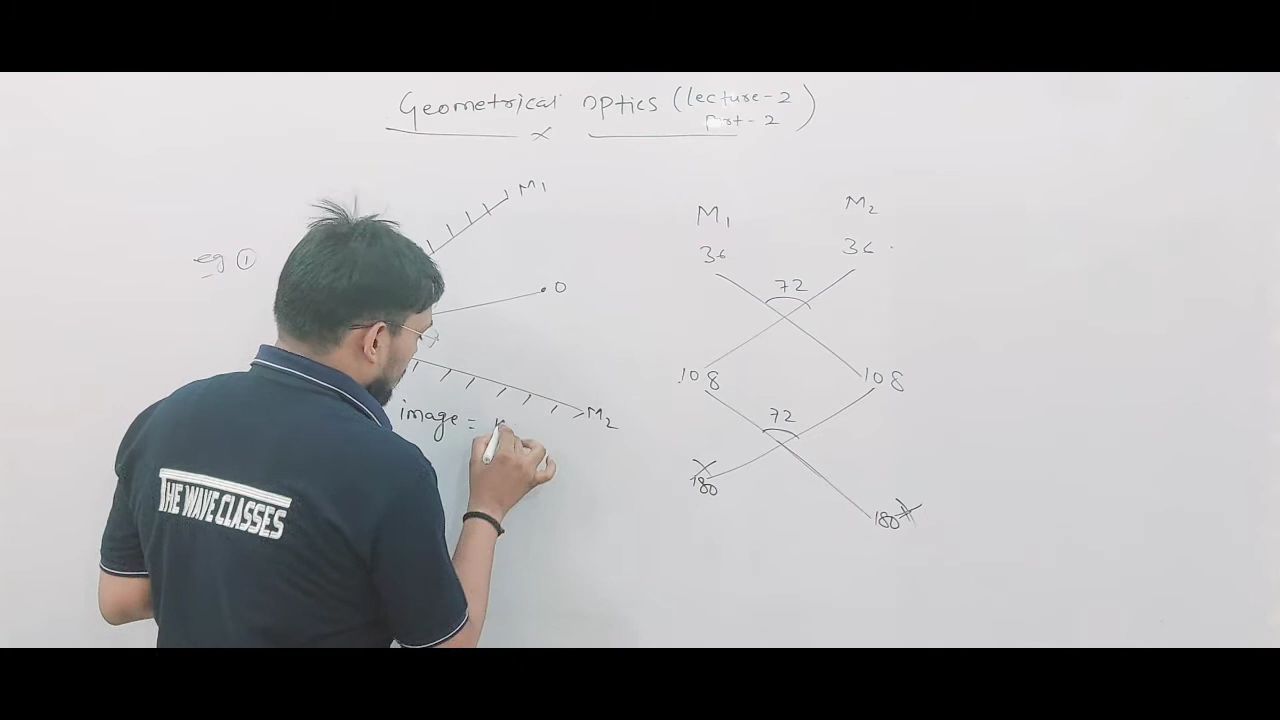 Geometrical Optics (lecture-2
part-2)
eg ①
M1
O
M2
image =
M1 M2
36 36
72
108 108
72
180 180
THE WAVE CLASSES